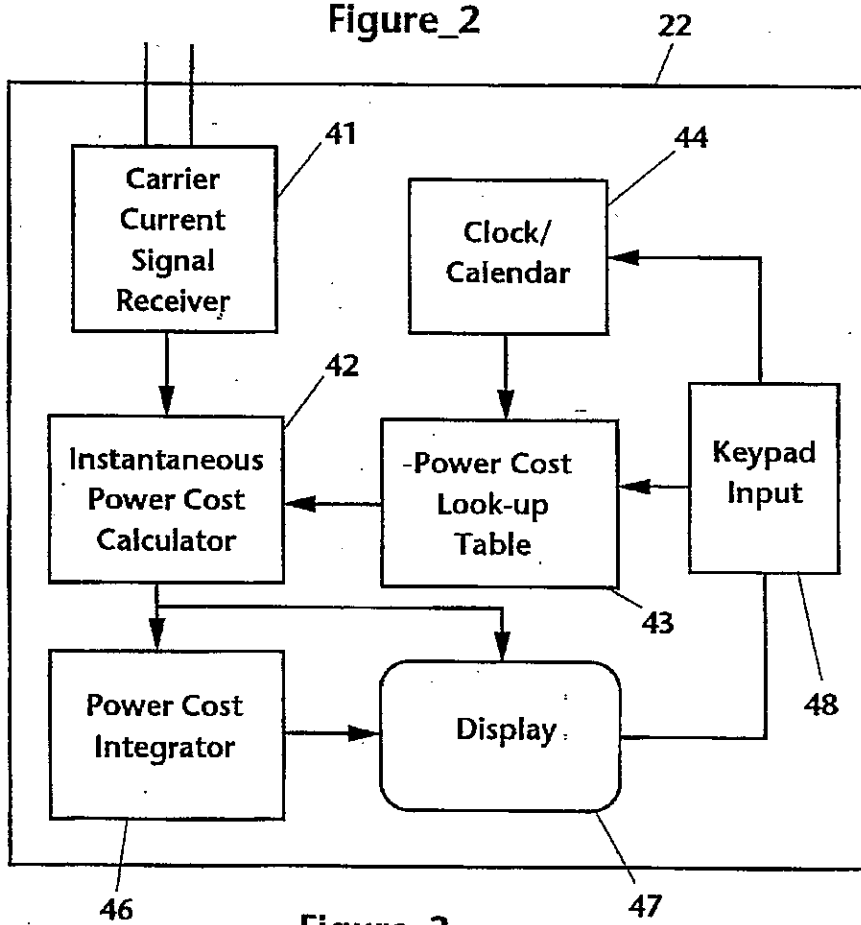 Figure_2
22
41
44
Carrier
Current
Signal
Receiver
Clock/
Calendar
42
Instantaneous
Power Cost
Calculator
-Power Cost
Look-up
Table
Keypad
Input
43
48
Power Cost
Integrator
Display
46
47